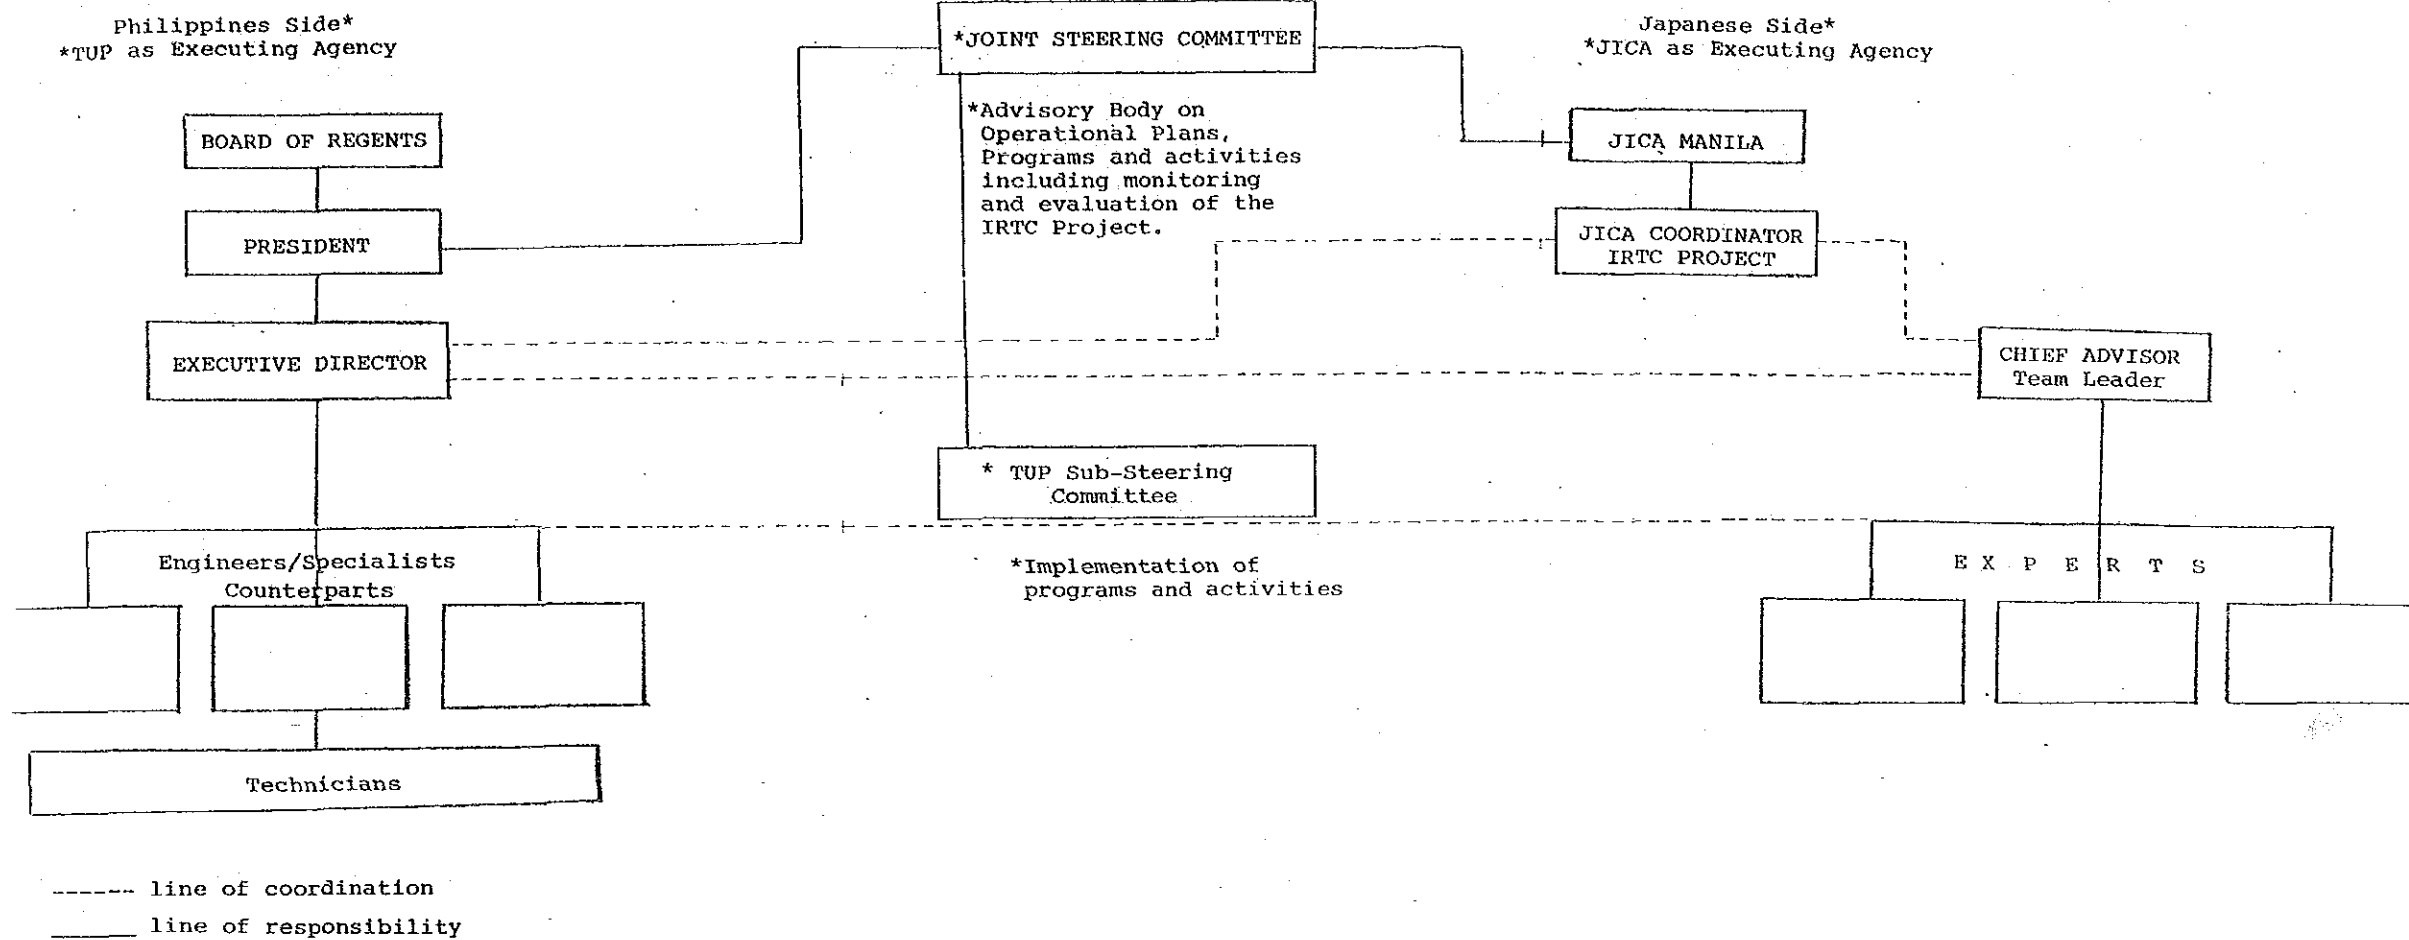 Philippines Side*
*TUP as Executing Agency
*JOINT STEERING COMMITTEE
Japanese Side*
*JICA as Executing Agency
*Advisory Body on
Operational Plans,
Programs and activities
including monitoring
and evaluation of the
IRTC Project.
BOARD OF REGENTS
JICA MANILA
PRESIDENT
JICA COORDINATOR
IRTC PROJECT
EXECUTIVE DIRECTOR
CHIEF ADVISOR
Team Leader
* TUP Sub-Steering
Committee
Engineers/Specialists
Counterparts
*Implementation of
programs and activities
E X P E R T S
Technicians
------ line of coordination
______ line of responsibility